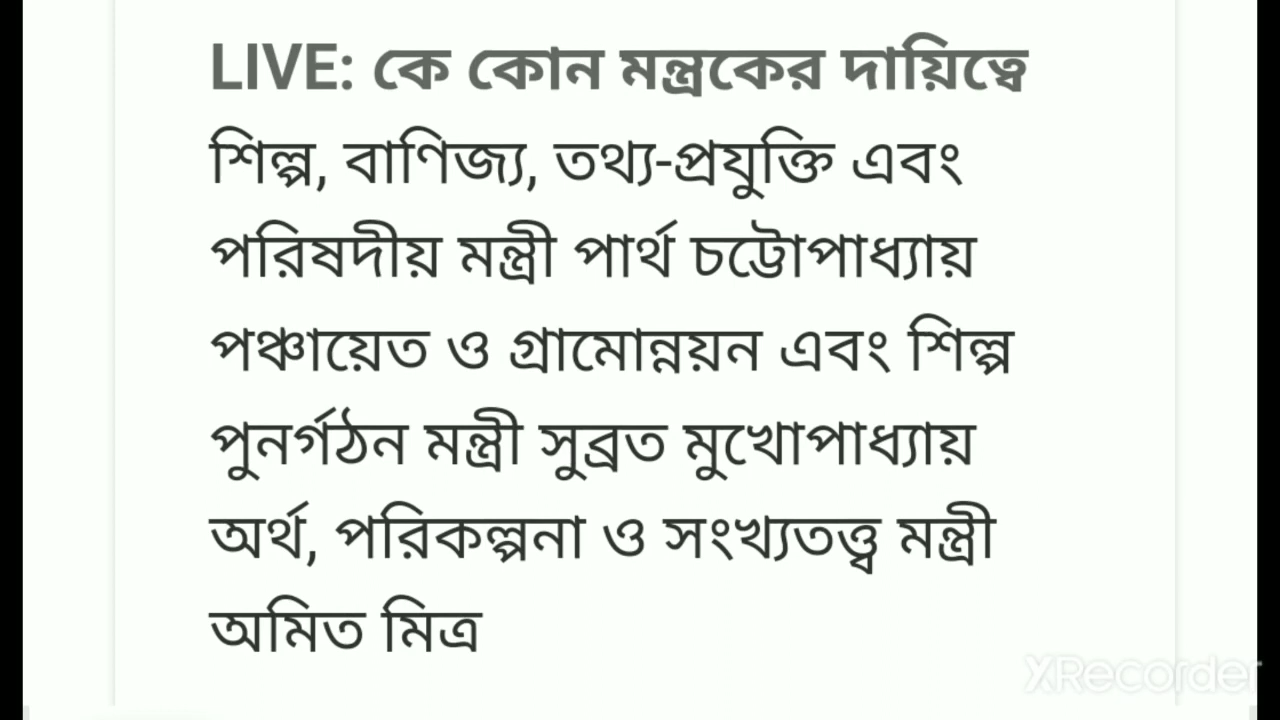 LIVE: কে কোন মন্ত্রকের দায়িত্বে
শিল্প, বাণিজ্য, তথ্য-প্রযুক্তি এবং
পরিষদীয় মন্ত্রী পার্থ চট্টোপাধ্যায়
পঞ্চায়েত ও গ্রামোন্নয়ন এবং শিল্প
পুনর্গঠন মন্ত্রী সুব্রত মুখোপাধ্যায়
অর্থ, পরিকল্পনা ও সংখ্যতত্ত্ব মন্ত্রী
অমিত মিত্র
XRecorder